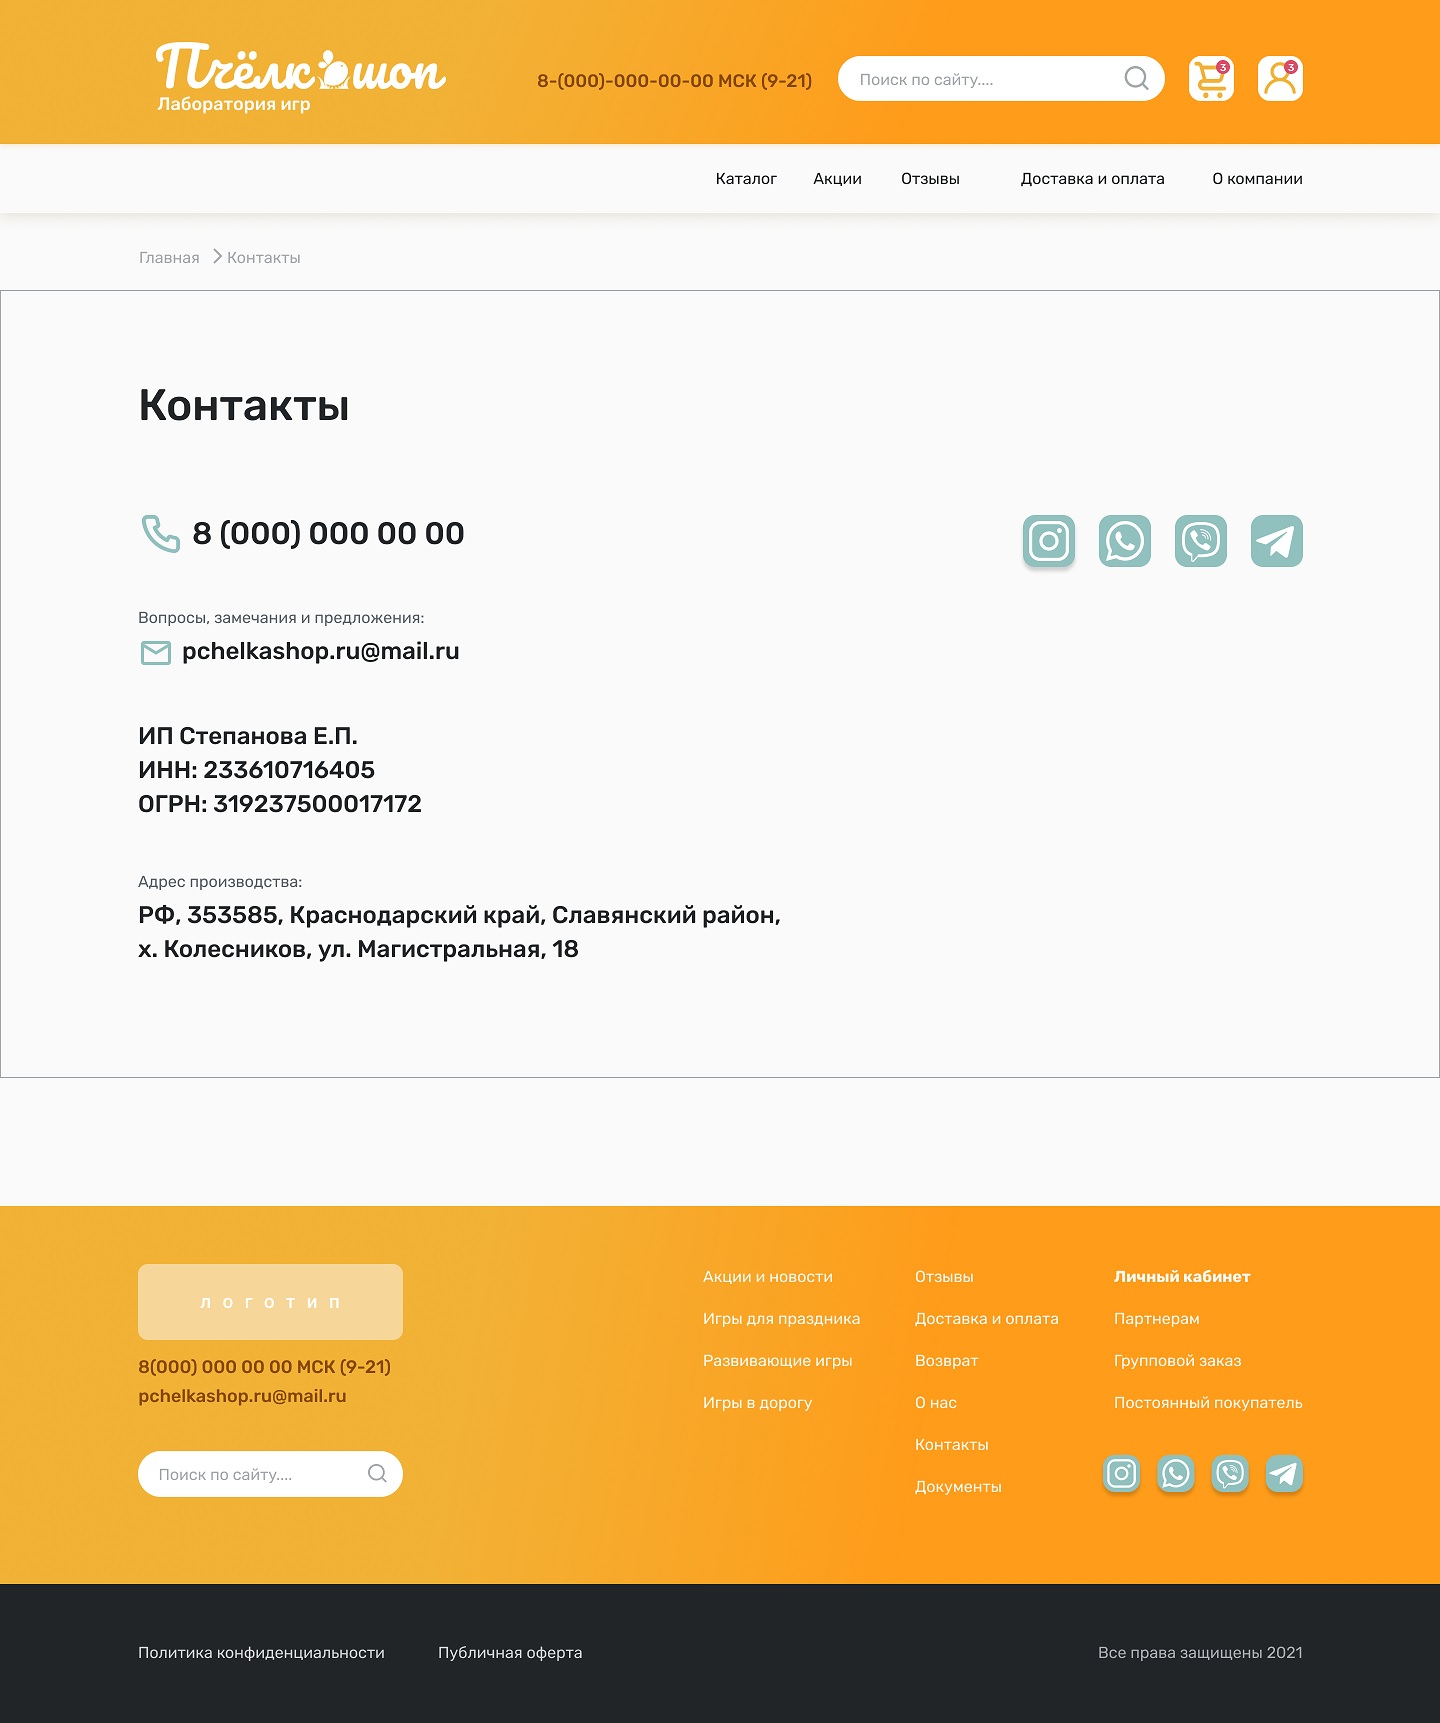 Пчёлкошоп
Лаборатория игр
8-(000)-000-00-00 МСК (9-21)
Поиск по сайту....
3
3
Каталог
Акции
Отзывы
Доставка и оплата
О компании
Главная
Контакты
Контакты
8 (000) 000 00 00
Вопросы, замечания и предложения:
pchelkashop.ru@mail.ru
ИП Степанова Е.П.
ИНН: 233610716405
ОГРН: 319237500017172
Адрес производства:
РФ, 353585, Краснодарский край, Славянский район,
х. Колесников, ул. Магистральная, 18
ЛОГОТИП
8(000) 000 00 00 МСК (9-21)
pchelkashop.ru@mail.ru
Поиск по сайту....
Акции и новости
Игры для праздника
Развивающие игры
Игры в дорогу
Отзывы
Доставка и оплата
Возврат
О нас
Контакты
Документы
Личный кабинет
Партнерам
Групповой заказ
Постоянный покупатель
Политика конфиденциальности
Публичная оферта
Все права защищены 2021